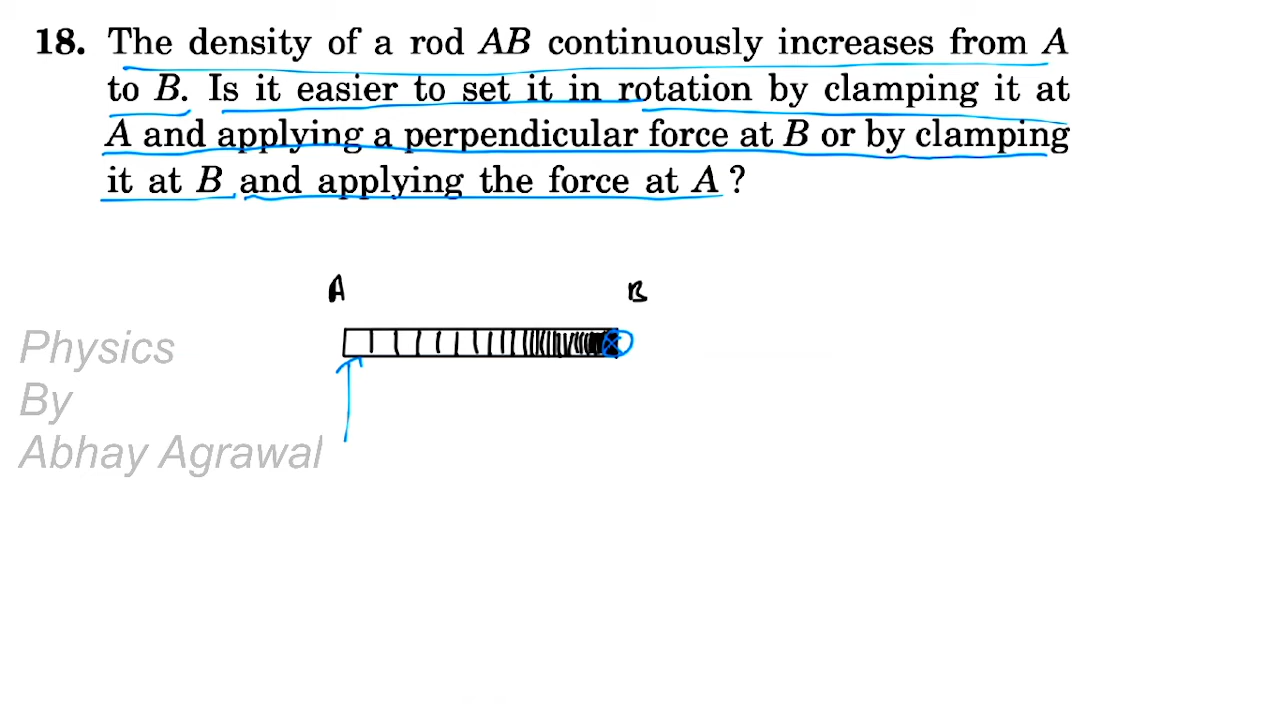 18. The density of a rod AB continuously increases from A
to B. Is it easier to set it in rotation by clamping it at
A and applying a perpendicular force at B or by clamping
it at B and applying the force at A ?
A B
Physics
By
Abhay Agrawal